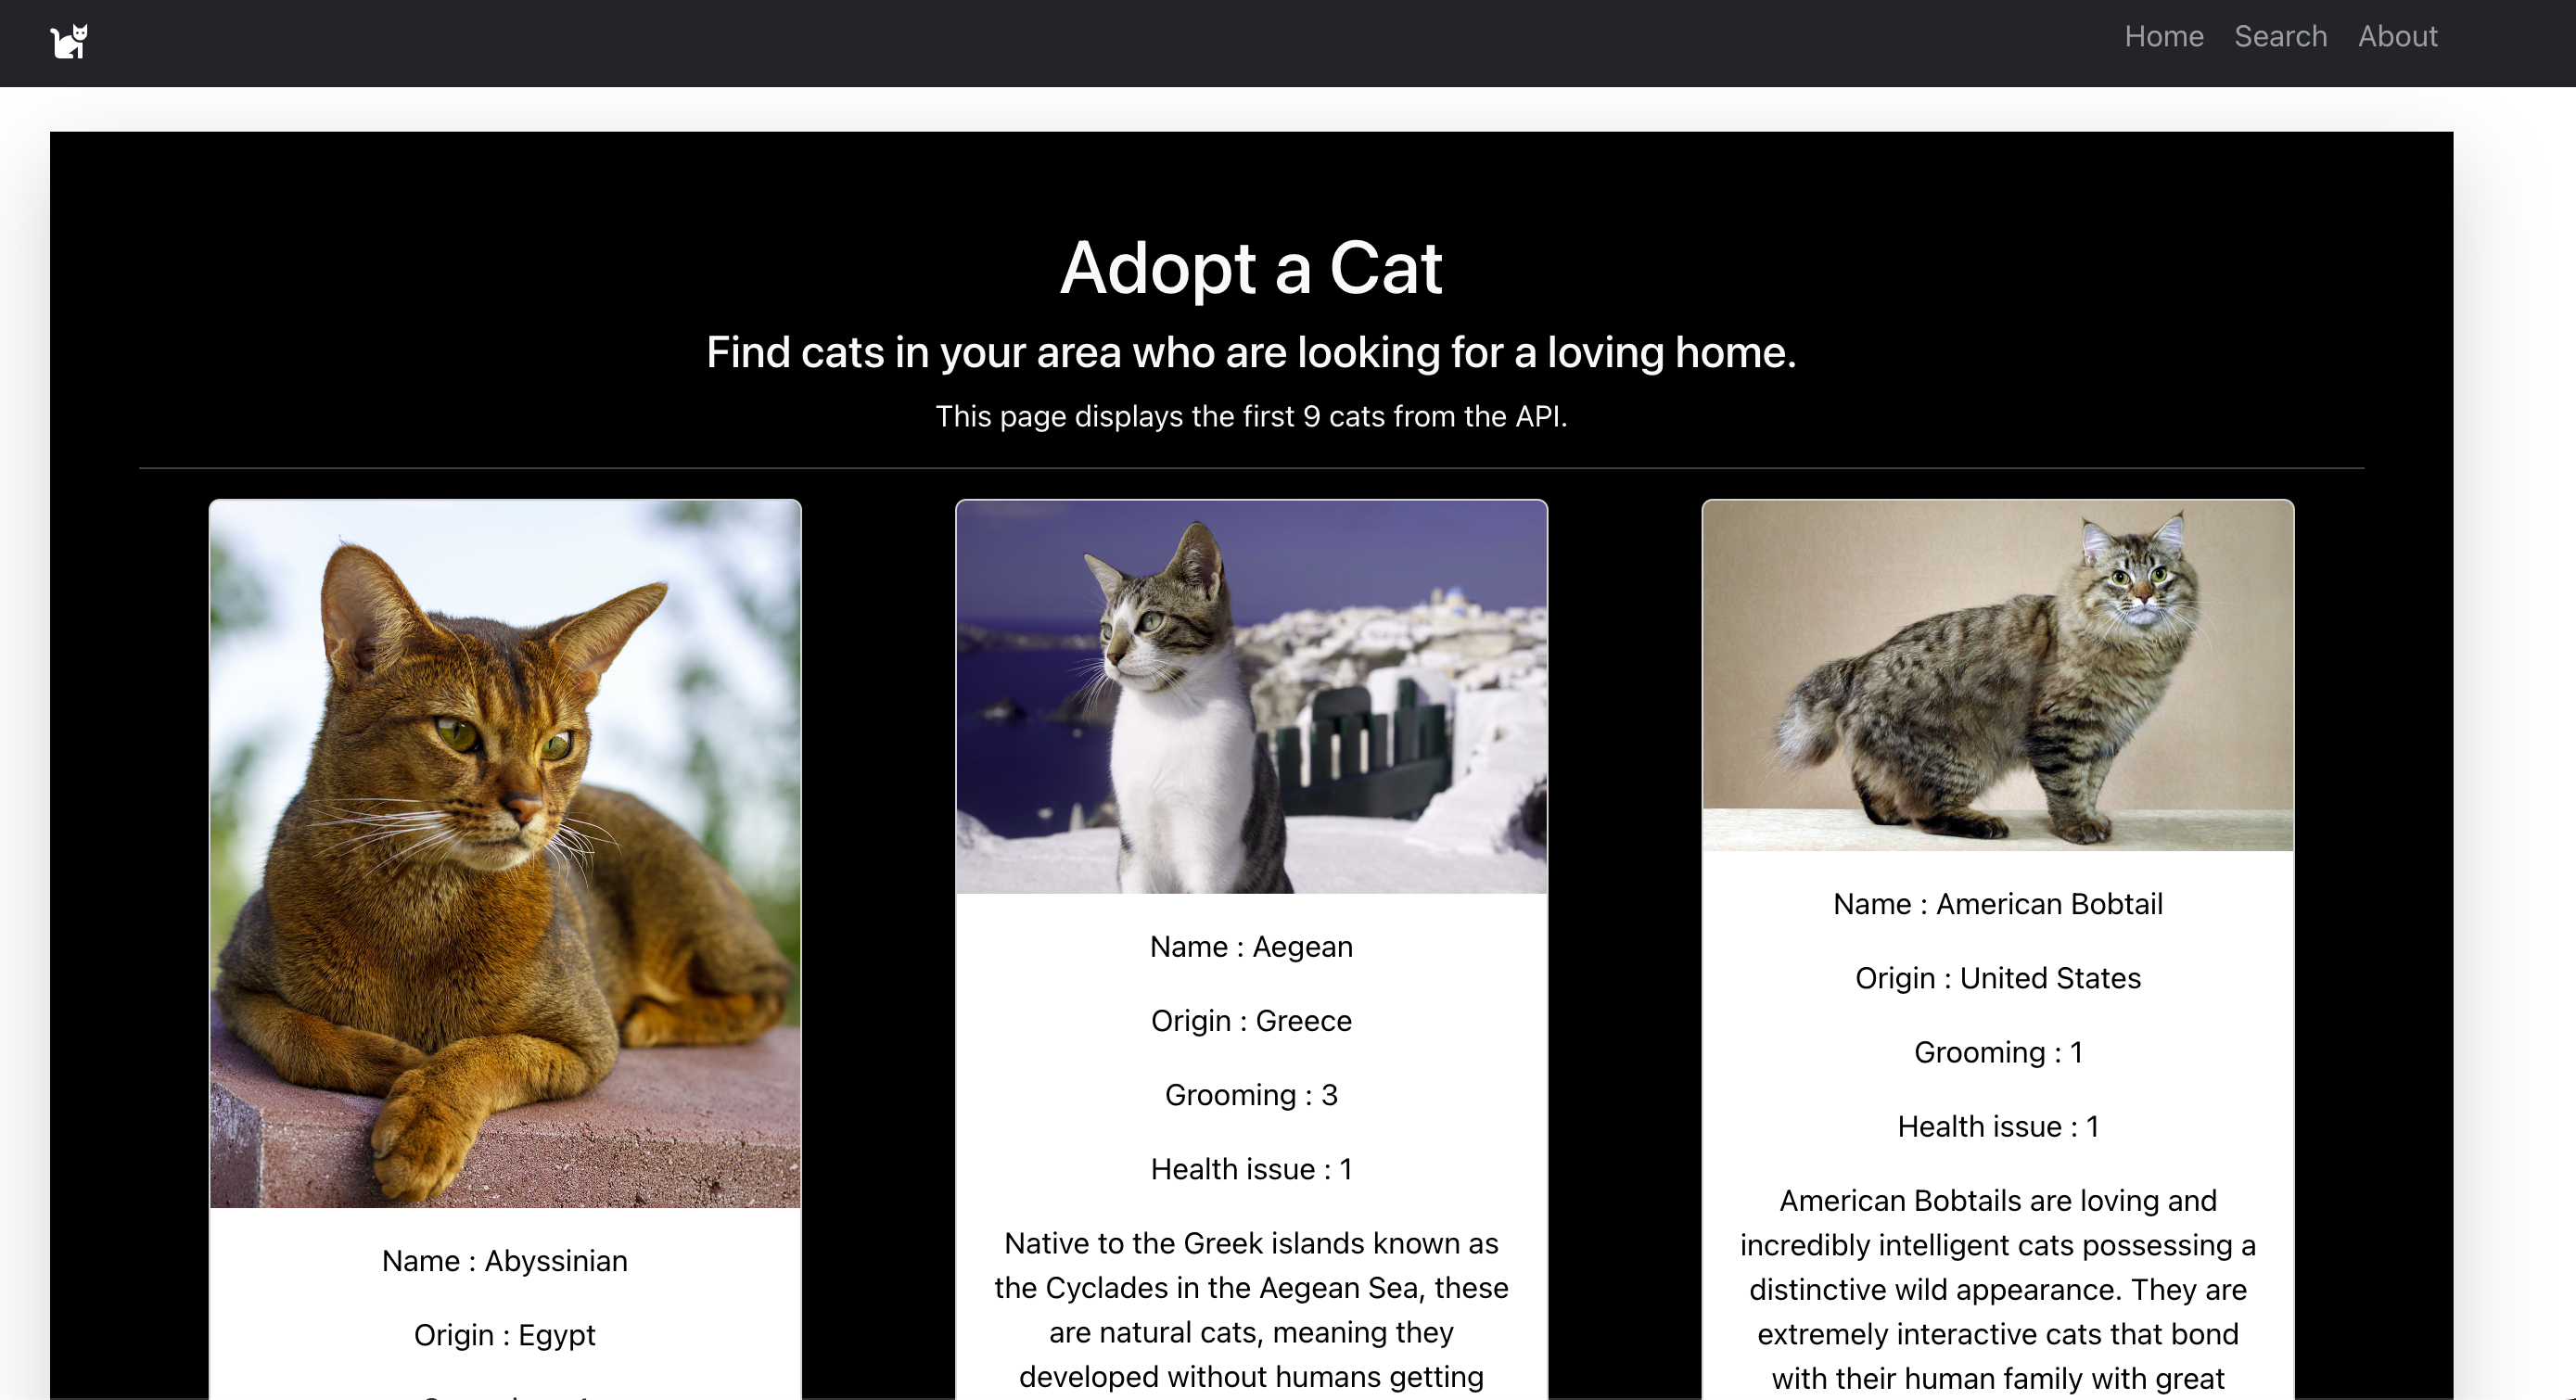 Home Search About
Adopt a Cat
Find cats in your area who are looking for a loving home.
This page displays the first 9 cats from the API.
Name : Abyssinian
Origin : Egypt
Name : Aegean
Origin : Greece
Grooming : 3
Health issue : 1
Native to the Greek islands known as
the Cyclades in the Aegean Sea, these
are natural cats, meaning they
developed without humans getting
Name : American Bobtail
Origin : United States
Grooming : 1
Health issue : 1
American Bobtails are loving and
incredibly intelligent cats possessing a
distinctive wild appearance. They are
extremely interactive cats that bond
with their human family with great